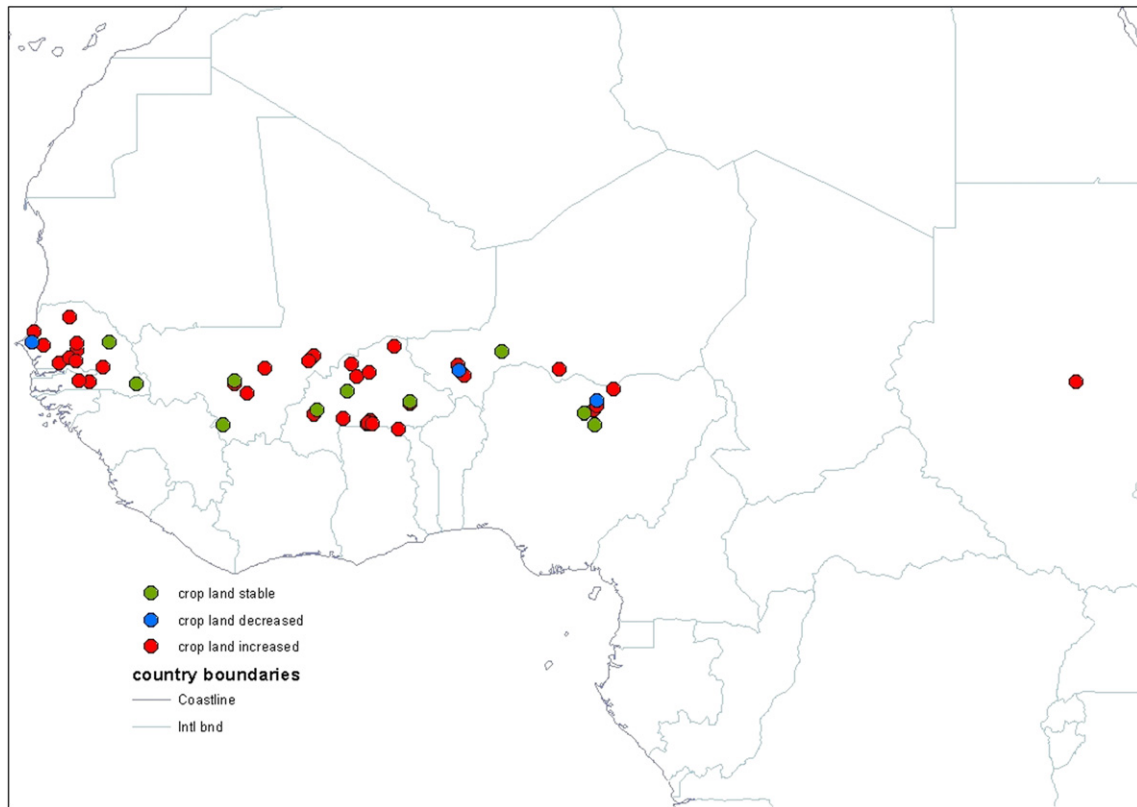 crop land stable
crop land decreased
crop land increased
country boundaries
Coastline
Intl bnd